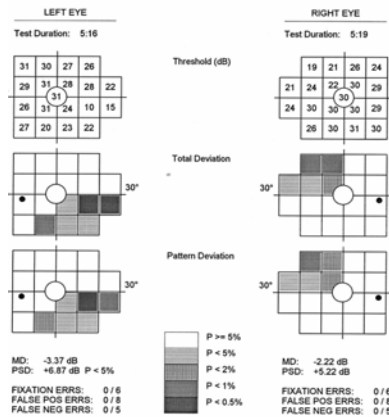 LEFT EYE
RIGHT EYE
Test Duration: 5:16
Test Duration: 5:19
Threshold (dB)
31 30 27 26
29 31 28 28 22
31
26 31 24 10 15
27 20 23 22
19 21 26 24
21 24 22 30 30
30
24 30 30 30 29
26 30 31 30
Total Deviation
30°
30°
Pattern Deviation
30°
30°
P >= 5%
P < 5%
P < 2%
P < 1%
P < 0.5%
MD: -3.37 dB
PSD: +6.87 dB P < 5%
FIXATION ERRS: 0 / 6
FALSE POS ERRS: 0 / 8
FALSE NEG ERRS: 0 / 5
MD: -2.22 dB
PSD: +5.22 dB
FIXATION ERRS:
FALSE POS ERRS:
FALSE NEG ERRS: